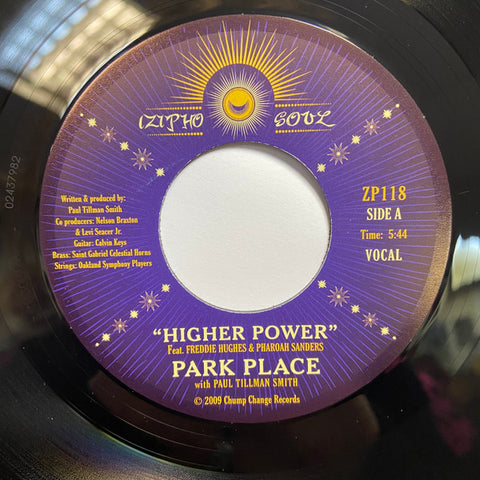 IZIPHO SOUL
Written & produced by:
Paul Tillman Smith
Co producers: Nelson Braxton
& Levi Seacer Jr.
Guitar: Calvin Keys
Brass: Saint Gabriel Celestial Horns
Strings: Oakland Symphony Players
ZP118
SIDE A
Time: 5:44
VOCAL
"HIGHER POWER"
Feat. FREDDIE HUGHES & PHAROAH SANDERS
PARK PLACE
with PAUL TILLMAN SMITH
© 2009 Chump Change Records
02437982